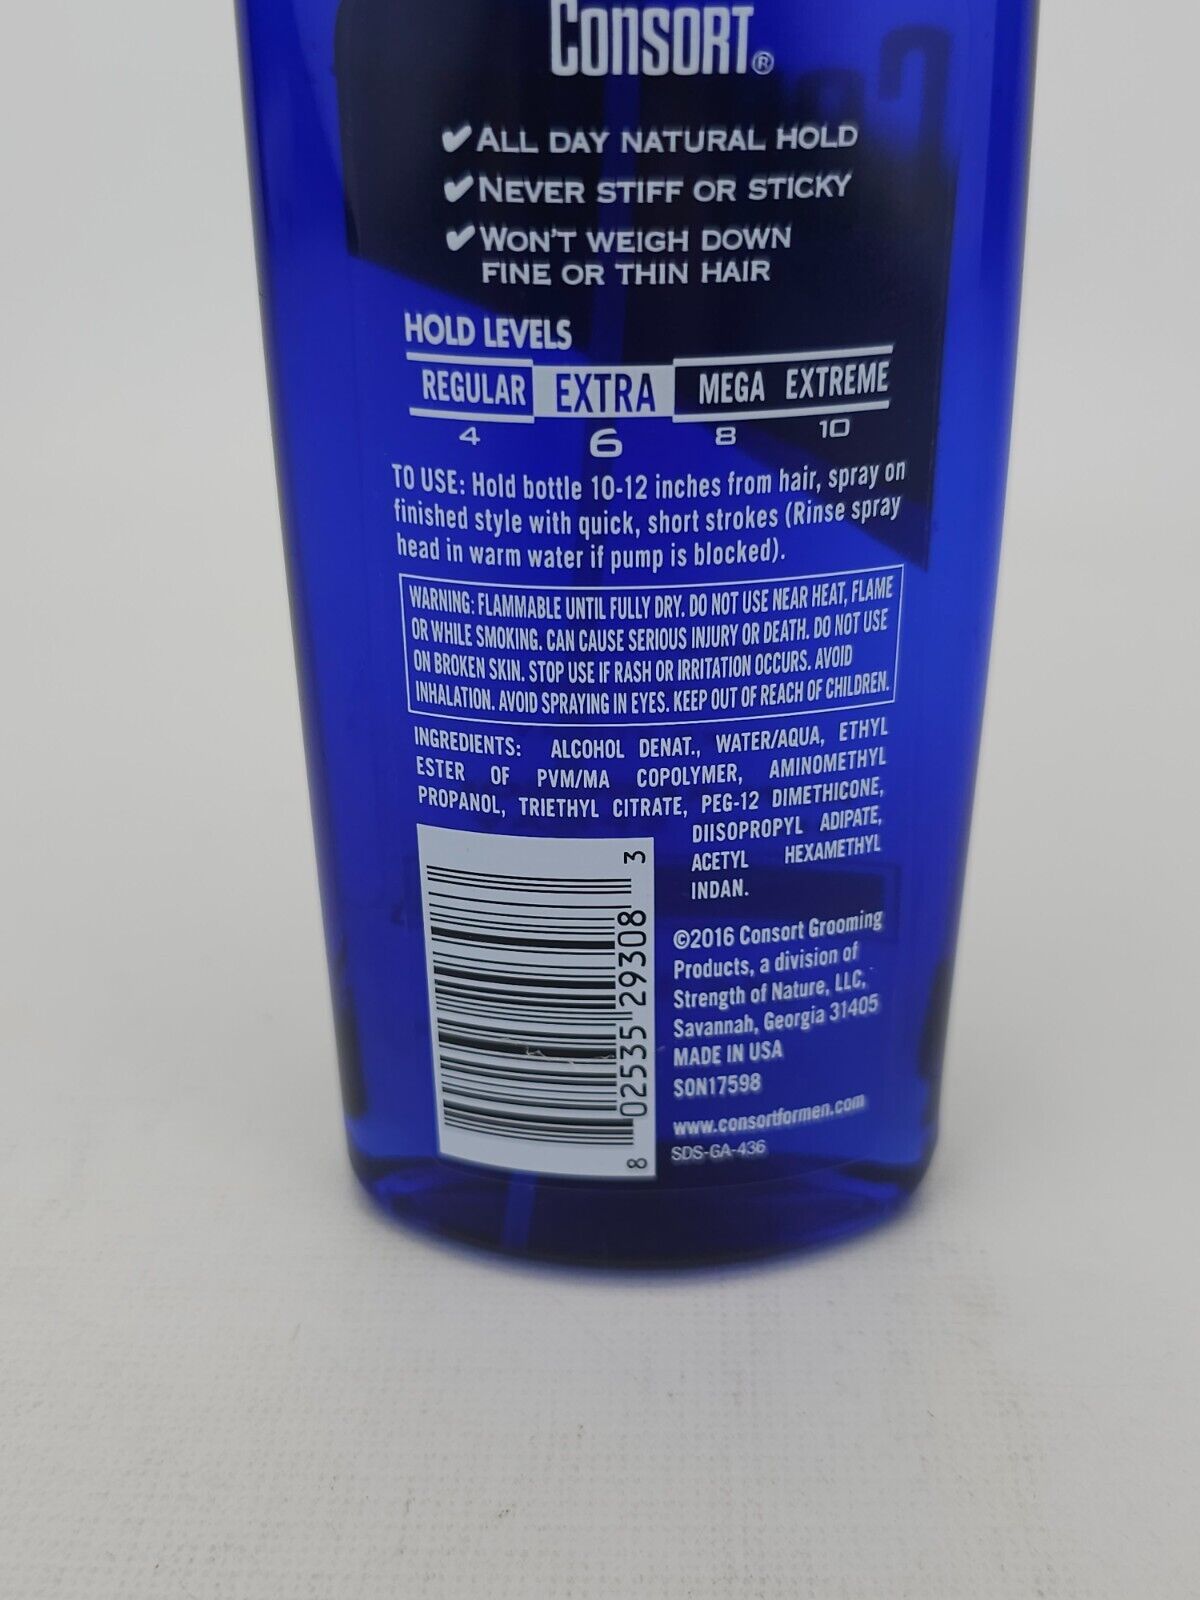 CONSORT®
✔ALL DAY NATURAL HOLD
✔NEVER STIFF OR STICKY
✔WON'T WEIGH DOWN
FINE OR THIN HAIR
HOLD LEVELS
REGULAR EXTRA MEGA EXTREME
4 6 8 10
TO USE: Hold bottle 10-12 inches from hair, spray on
finished style with quick, short strokes (Rinse spray
head in warm water if pump is blocked).
WARNING: FLAMMABLE UNTIL FULLY DRY. DO NOT USE NEAR HEAT, FLAME
OR WHILE SMOKING. CAN CAUSE SERIOUS INJURY OR DEATH. DO NOT USE
ON BROKEN SKIN. STOP USE IF RASH OR IRRITATION OCCURS. AVOID
INHALATION. AVOID SPRAYING IN EYES. KEEP OUT OF REACH OF CHILDREN.
INGREDIENTS: ALCOHOL DENAT., WATER/AQUA, ETHYL
ESTER OF PVM/MA COPOLYMER, AMINOMETHYL
PROPANOL, TRIETHYL CITRATE, PEG-12 DIMETHICONE,
DIISOPROPYL ADIPATE,
ACETYL HEXAMETHYL
INDAN.
8 02535 29308 3
©2016 Consort Grooming
Products, a division of
Strength of Nature, LLC,
Savannah, Georgia 31405
MADE IN USA
SON17598
www.consortformen.com
SDS-GA-436